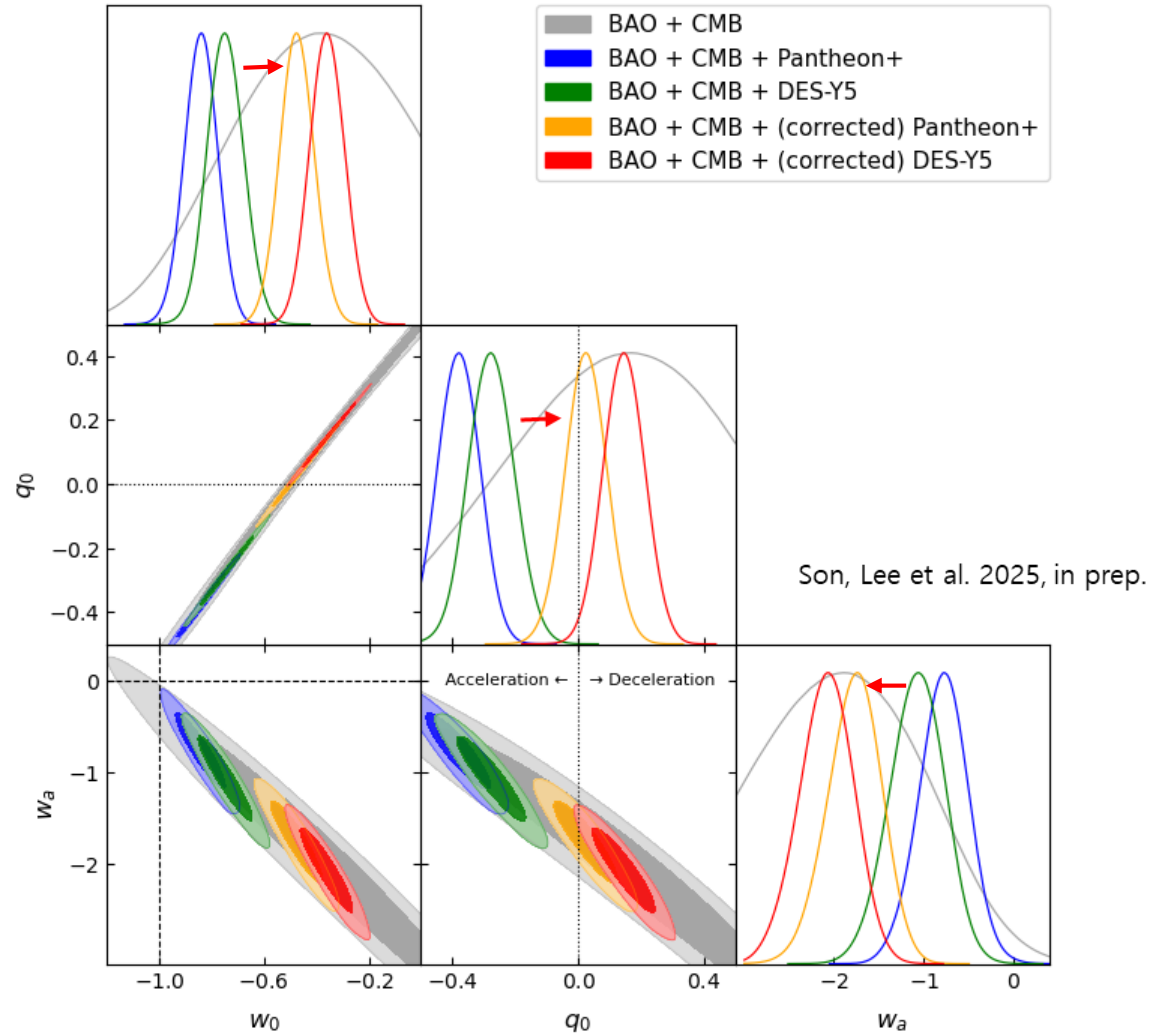 BAO + CMB
BAO + CMB + Pantheon+
BAO + CMB + DES-Y5
BAO + CMB + (corrected) Pantheon+
BAO + CMB + (corrected) DES-Y5
0.4
0.2
0.0
−0.2
−0.4
q₀
Son, Lee et al. 2025, in prep.
Acceleration ← → Deceleration
0
−1
−2
wₐ
−1.0 −0.6 −0.2
w₀
−0.4 0.0 0.4
q₀
−2 −1 0
wₐ